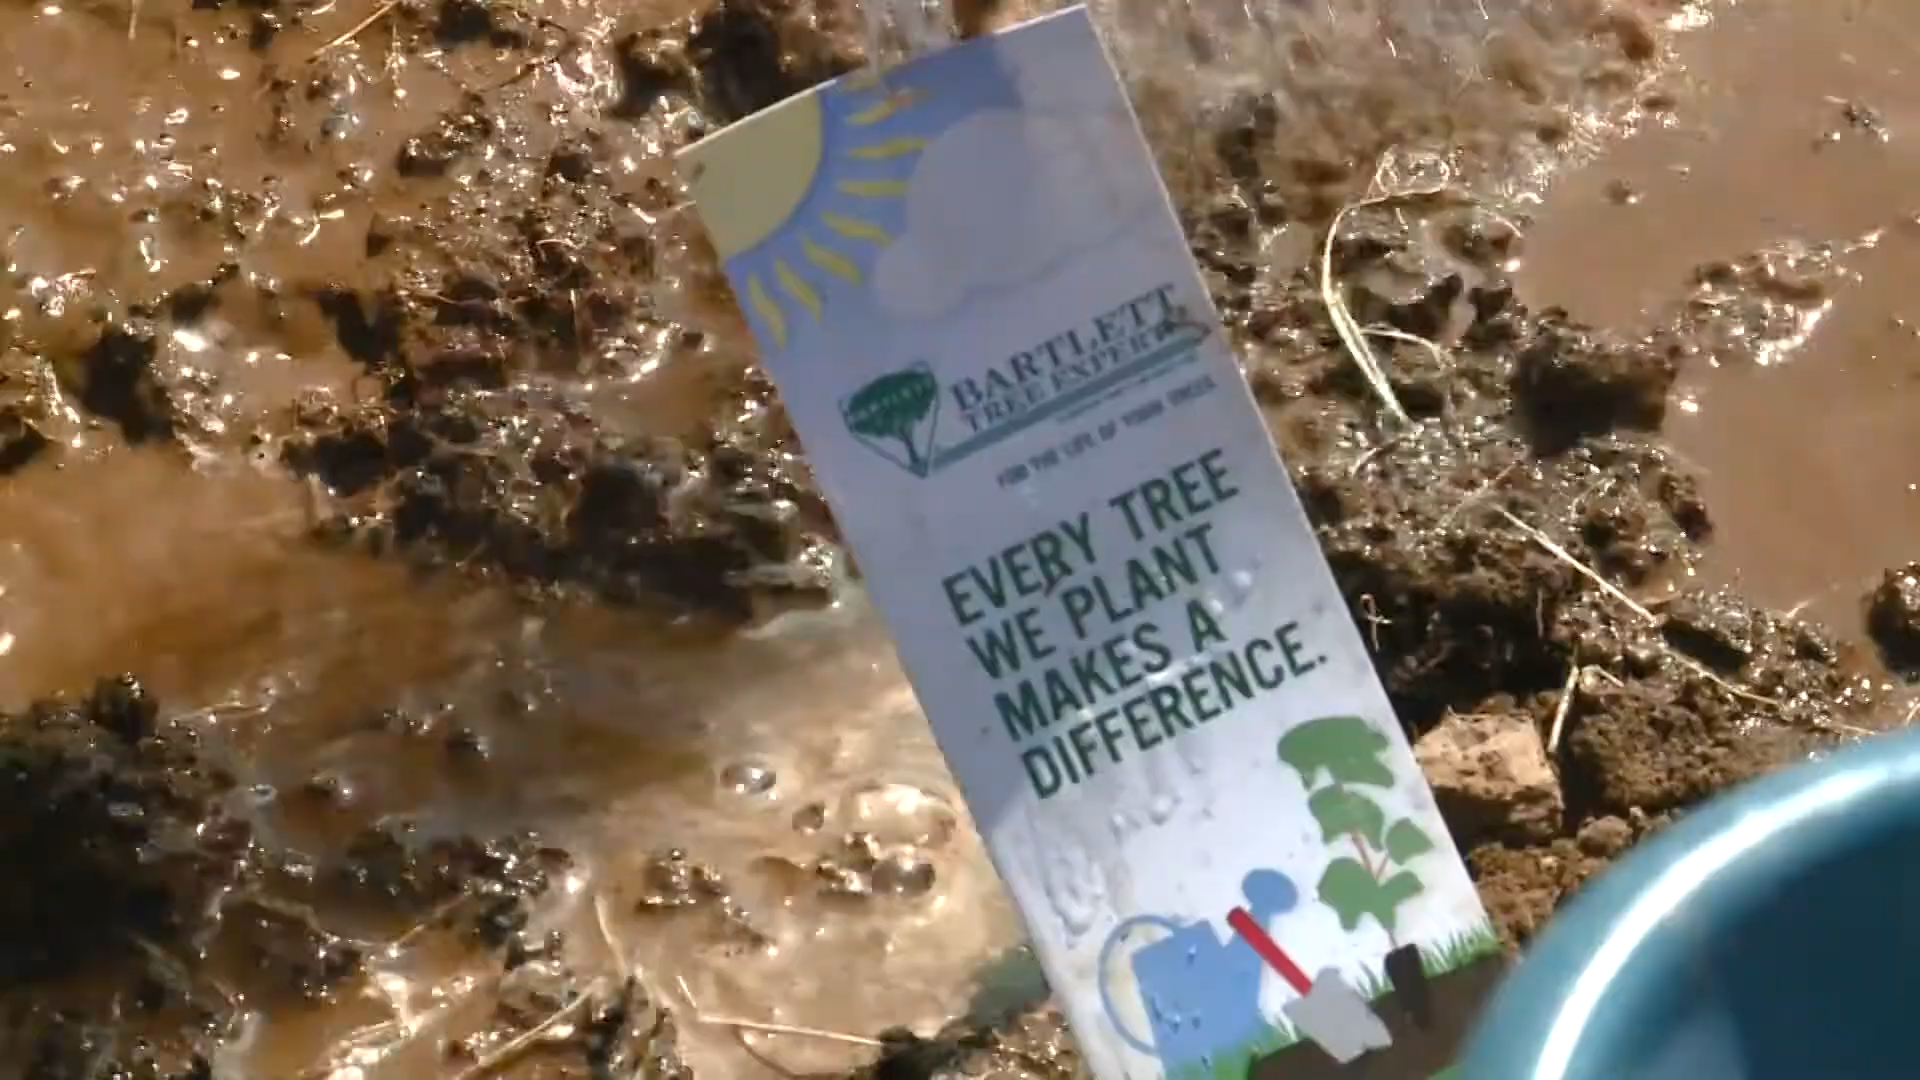 BARTLETT
TREE EXPERTS
FOR THE LIFE OF YOUR TREES
EVERY TREE
WE PLANT
MAKES A
DIFFERENCE.